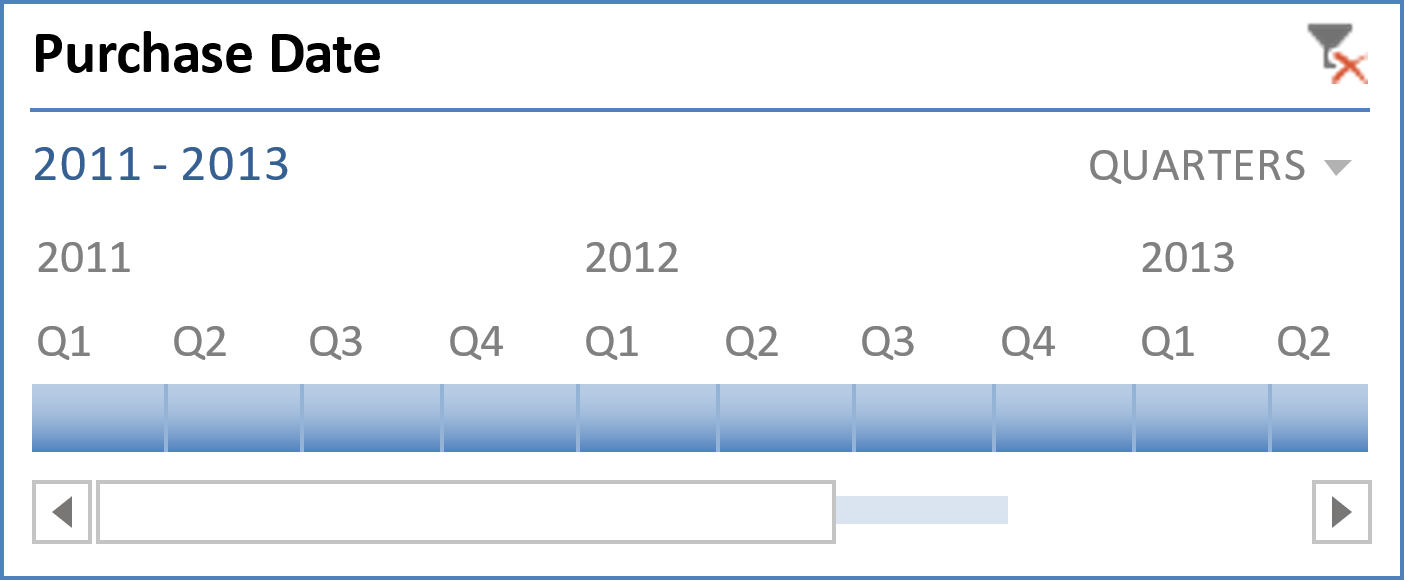 Purchase Date
2011 - 2013 QUARTERS
2011 2012 2013
Q1 Q2 Q3 Q4 Q1 Q2 Q3 Q4 Q1 Q2